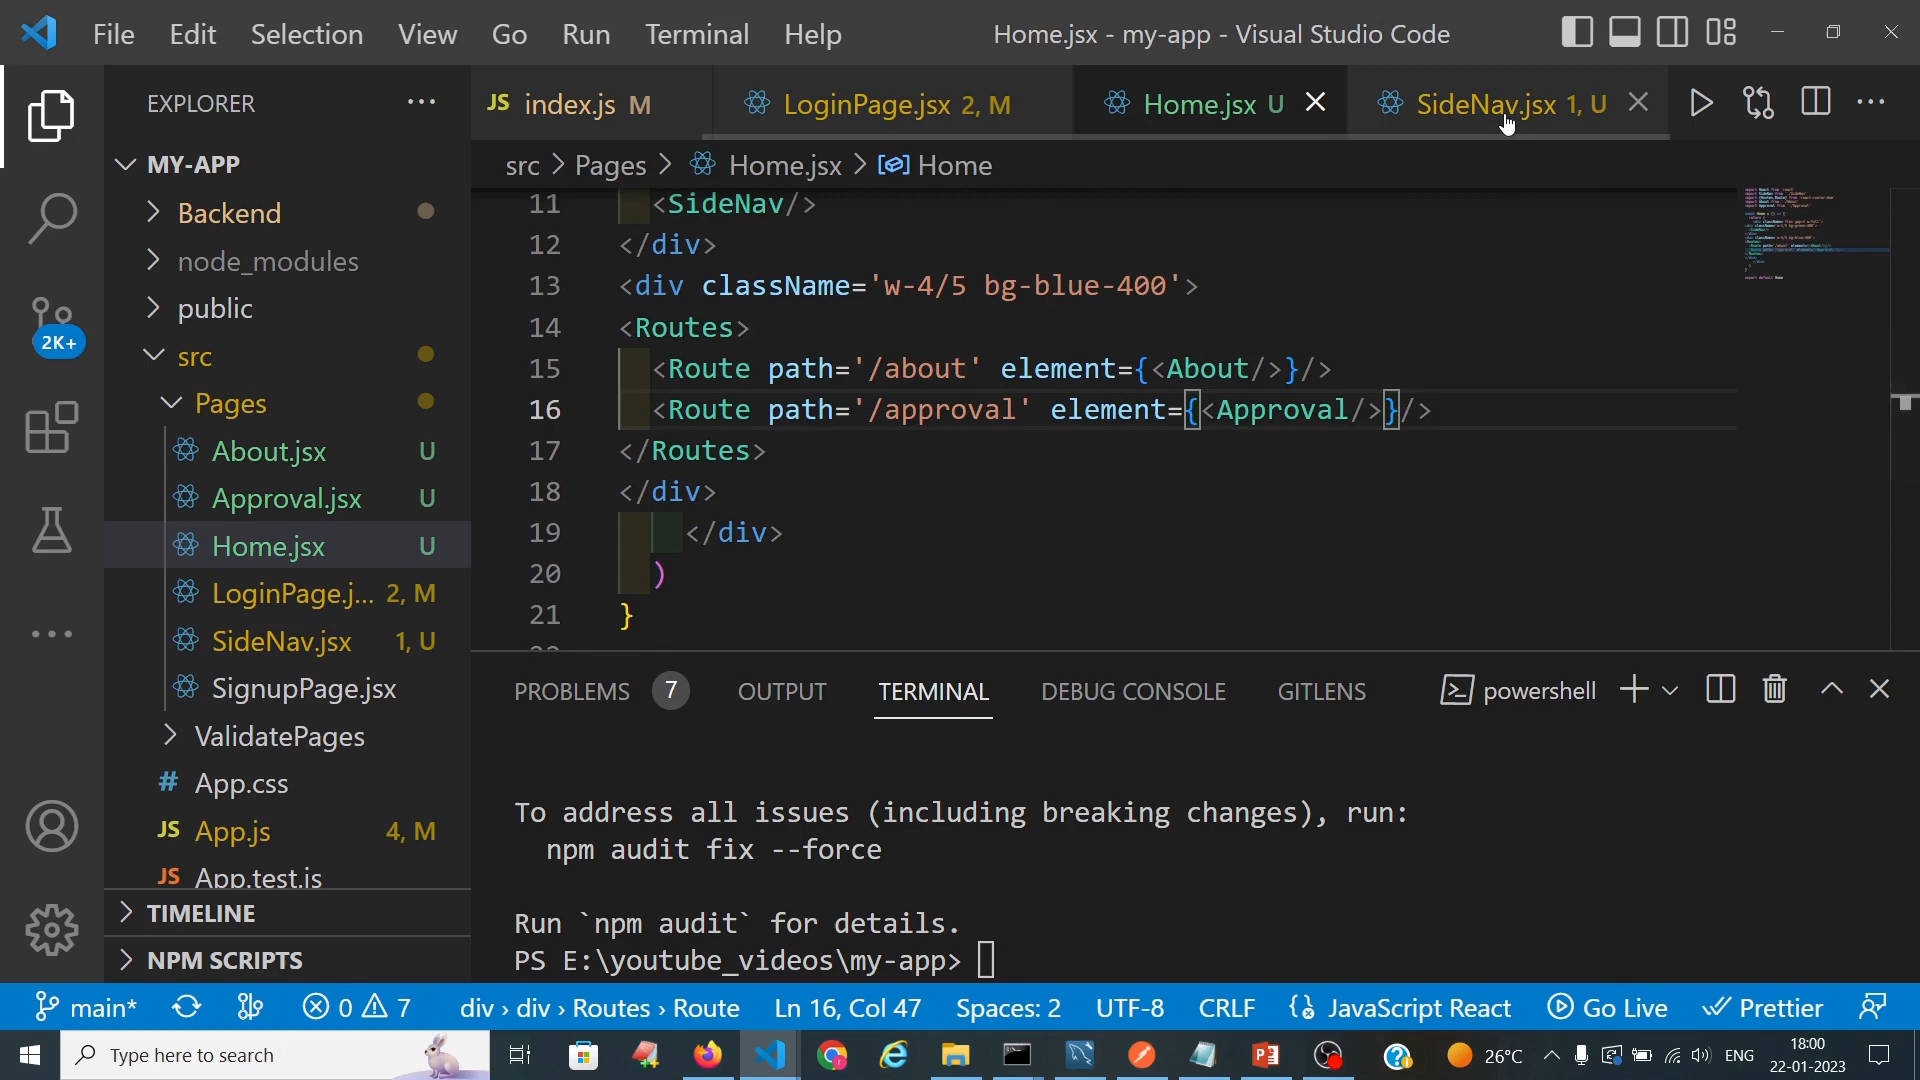 File Edit Selection View Go Run Terminal Help
Home.jsx - my-app - Visual Studio Code
EXPLORER
JS index.js M
LoginPage.jsx 2, M
Home.jsx U
SideNav.jsx 1, U
src > Pages > Home.jsx > Home
MY-APP
Backend
node_modules
public
src
Pages
About.jsx U
Approval.jsx U
Home.jsx U
LoginPage.j... 2, M
SideNav.jsx 1, U
SignupPage.jsx
ValidatePages
# App.css
JS App.js 4, M
JS App.test.js
TIMELINE
NPM SCRIPTS
2K+
11 <SideNav/>
12 </div>
13 <div className='w-4/5 bg-blue-400'>
14 <Routes>
15 <Route path='/about' element={<About/>}/>
16 <Route path='/approval' element={<Approval/>}/>
17 </Routes>
18 </div>
19 </div>
20 )
21 }
PROBLEMS 7 OUTPUT TERMINAL DEBUG CONSOLE GITLENS
powershell
To address all issues (including breaking changes), run:
npm audit fix --force
Run `npm audit` for details.
PS E:\youtube_videos\my-app>
main* 0 7 div › div › Routes › Route Ln 16, Col 47 Spaces: 2 UTF-8 CRLF JavaScript React Go Live Prettier
Type here to search
26°C
ENG
18:00
22-01-2023